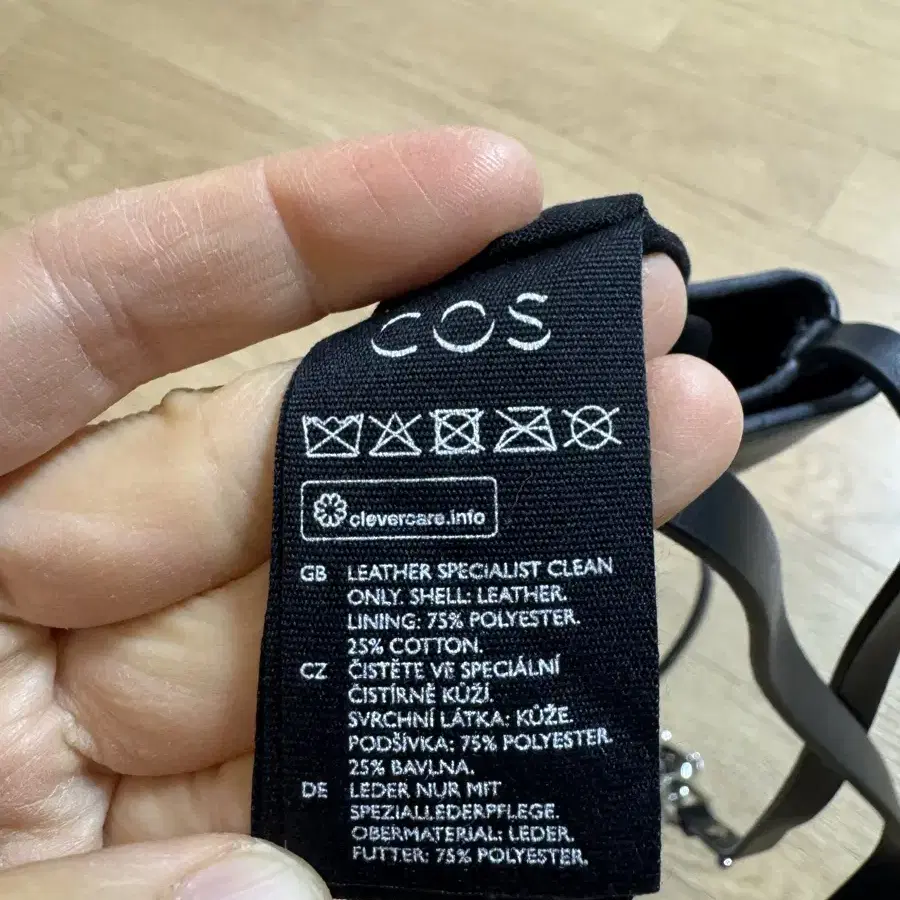 COS
clevercare.info
GB LEATHER SPECIALIST CLEAN
ONLY. SHELL: LEATHER.
LINING: 75% POLYESTER.
25% COTTON.
CZ ČISTĚTE VE SPECIÁLNÍ
ČISTÍRNĚ KŮŽÍ.
SVRCHNÍ LÁTKA: KŮŽE.
PODŠÍVKA: 75% POLYESTER.
25% BAVLNA.
DE LEDER NUR MIT
SPEZIALLEDERPFLEGE.
OBERMATERIAL: LEDER.
FUTTER: 75% POLYESTER.